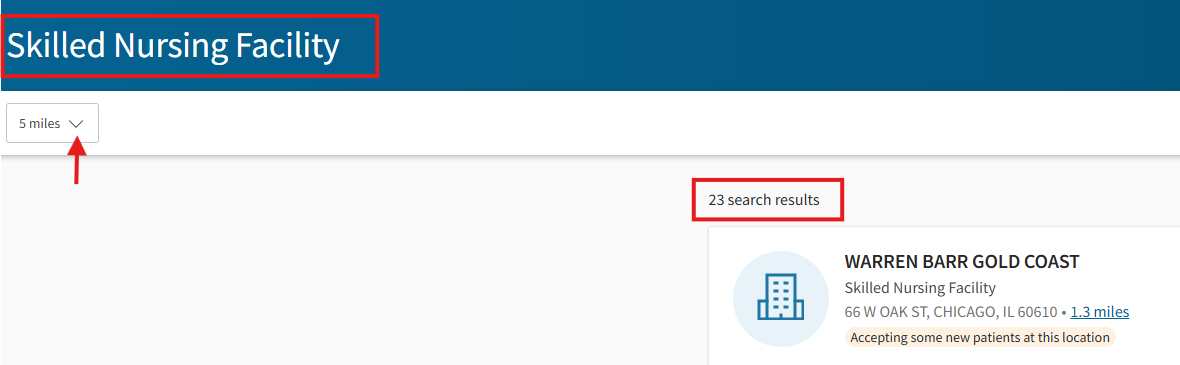 Skilled Nursing Facility
5 miles
23 search results
WARREN BARR GOLD COAST
Skilled Nursing Facility
66 W OAK ST, CHICAGO, IL 60610 • 1.3 miles
Accepting some new patients at this location